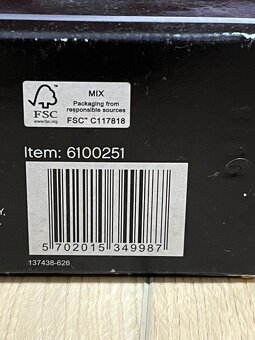 MIX
Packaging from
responsible sources
FSC™ C117818
FSC
www.fsc.org
Item: 6100251
5 702015 349987
137438-626